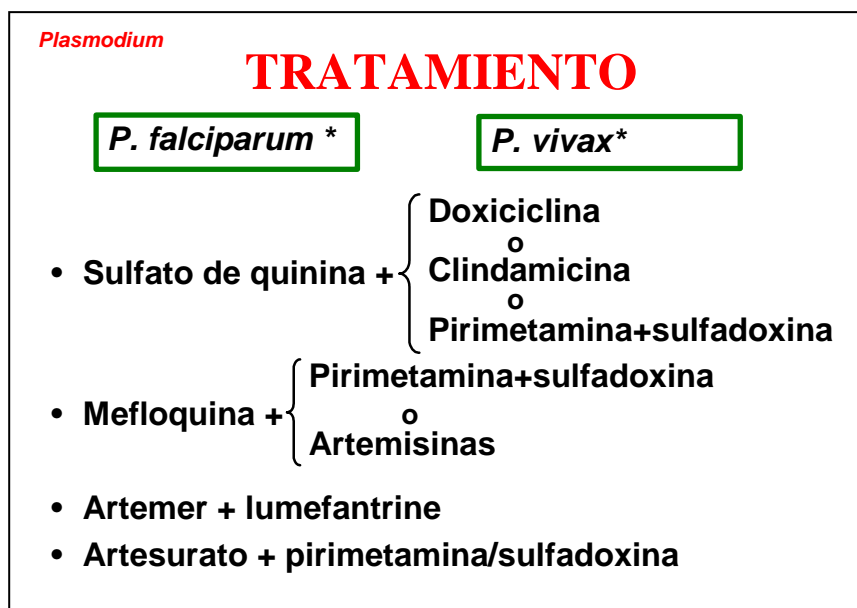 Plasmodium
TRATAMIENTO
P. falciparum *
P. vivax*
Doxiciclina
o
• Sulfato de quinina +
Clindamicina
o
Pirimetamina+sulfadoxina
Pirimetamina+sulfadoxina
• Mefloquina +
o
Artemisinas
• Artemer + lumefantrine
• Artesurato + pirimetamina/sulfadoxina